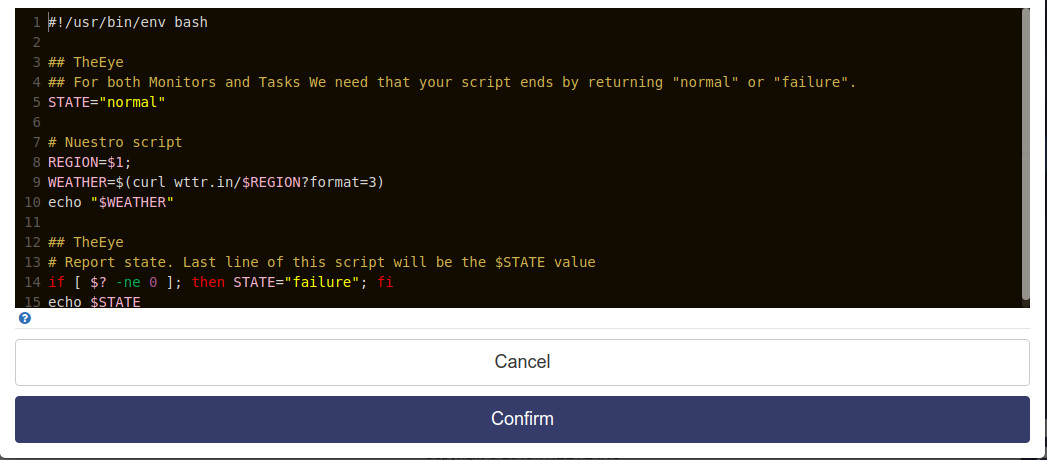 1 #!/usr/bin/env bash
2
3 ## TheEye
4 ## For both Monitors and Tasks We need that your script ends by returning "normal" or "failure".
5 STATE="normal"
6
7 # Nuestro script
8 REGION=$1;
9 WEATHER=$(curl wttr.in/$REGION?format=3)
10 echo "$WEATHER"
11
12 ## TheEye
13 # Report state. Last line of this script will be the $STATE value
14 if [ $? -ne 0 ]; then STATE="failure"; fi
15 echo $STATE
?
Cancel
Confirm